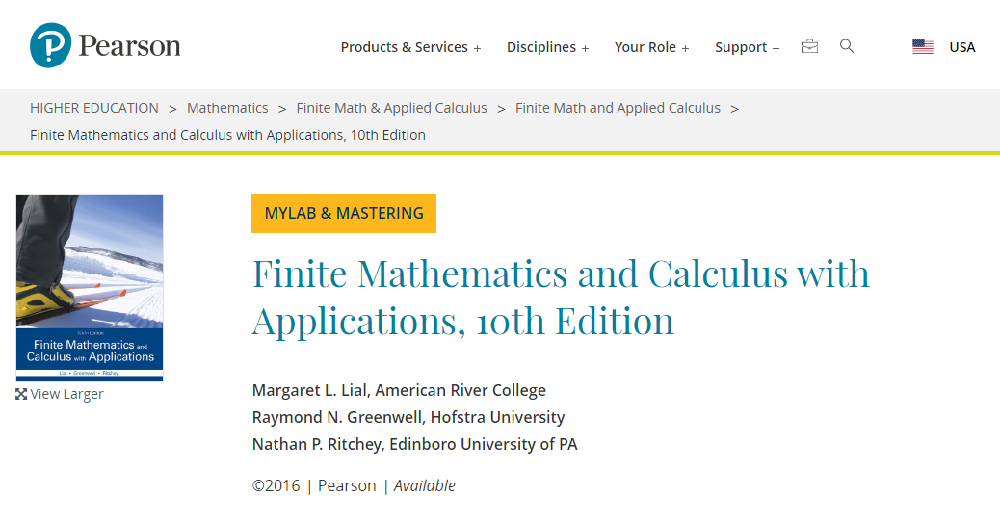 Pearson
Products & Services +
Disciplines +
Your Role +
Support +
USA
HIGHER EDUCATION > Mathematics > Finite Math & Applied Calculus > Finite Math and Applied Calculus >
Finite Mathematics and Calculus with Applications, 10th Edition
TENTH EDITION
Finite Mathematics and
Calculus with Applications
Lial • Greenwell • Ritchey
View Larger
MYLAB & MASTERING
Finite Mathematics and Calculus with
Applications, 10th Edition
Margaret L. Lial, American River College
Raymond N. Greenwell, Hofstra University
Nathan P. Ritchey, Edinboro University of PA
©2016 | Pearson | Available